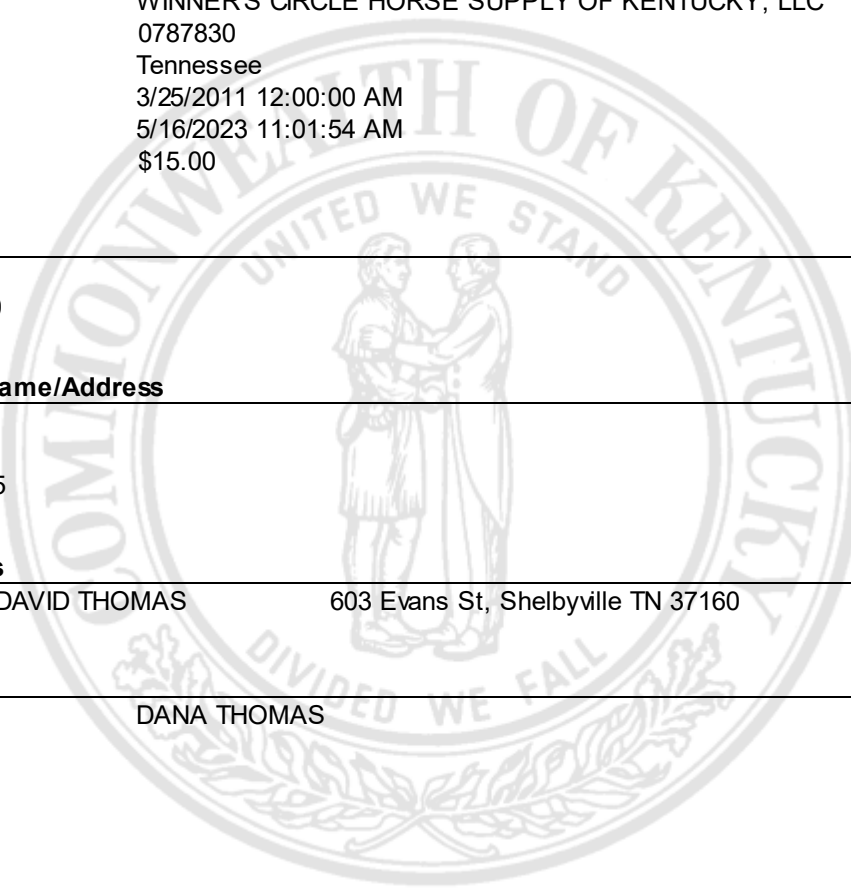 WINNER'S CIRCLE HORSE SUPPLY OF KENTUCKY, LLC
0787830
Tennessee
3/25/2011 12:00:00 AM
5/16/2023 11:01:54 AM
$15.00
COMMONWEALTH OF KENTUCKY
UNITED WE STAND
ame/Address
5
s
DAVID THOMAS 603 Evans St, Shelbyville TN 37160
DIVIDED WE FALL
DANA THOMAS